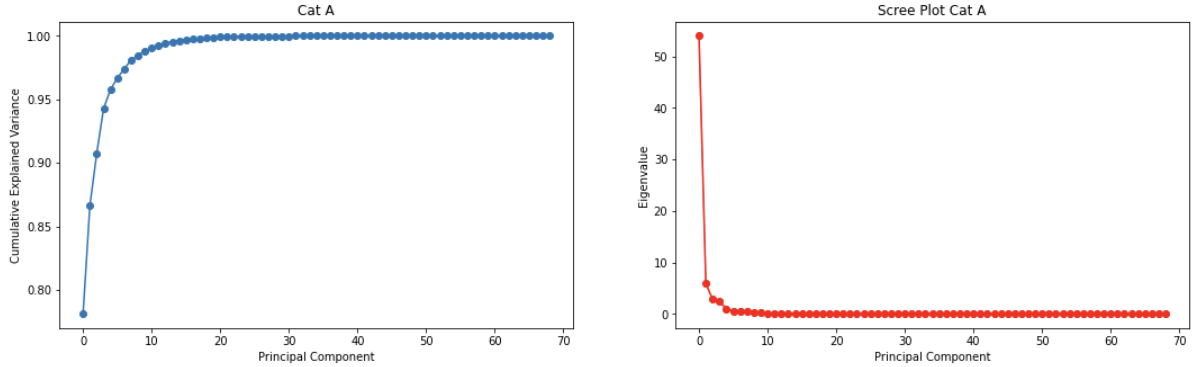 Cat A
1.00
0.95
0.90
0.85
0.80
Cumulative Explained Variance
0 10 20 30 40 50 60 70
Principal Component
Scree Plot Cat A
50
40
30
20
10
0
Eigenvalue
0 10 20 30 40 50 60 70
Principal Component